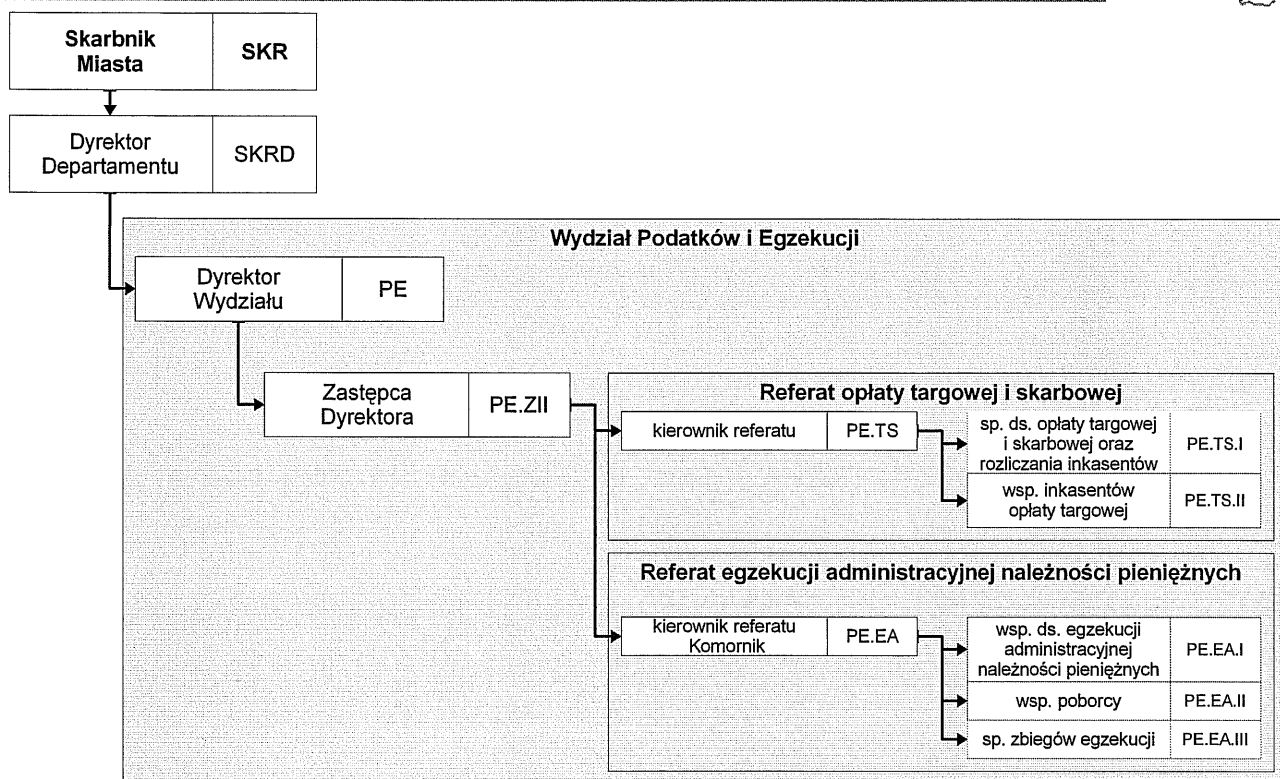 Skarbnik
Miasta
SKR
Dyrektor
Departamentu
SKRD
Wydział Podatków i Egzekucji
Dyrektor
Wydziału
PE
Zastępca
Dyrektora
PE.ZII
Referat opłaty targowej i skarbowej
kierownik referatu
PE.TS
sp. ds. opłaty targowej
i skarbowej oraz
rozliczania inkasentów
PE.TS.I
wsp. inkasentów
opłaty targowej
PE.TS.II
Referat egzekucji administracyjnej należności pieniężnych
kierownik referatu
Komornik
PE.EA
wsp. ds. egzekucji
administracyjnej
należności pieniężnych
PE.EA.I
wsp. poborcy
PE.EA.II
sp. zbiegów egzekucji
PE.EA.III